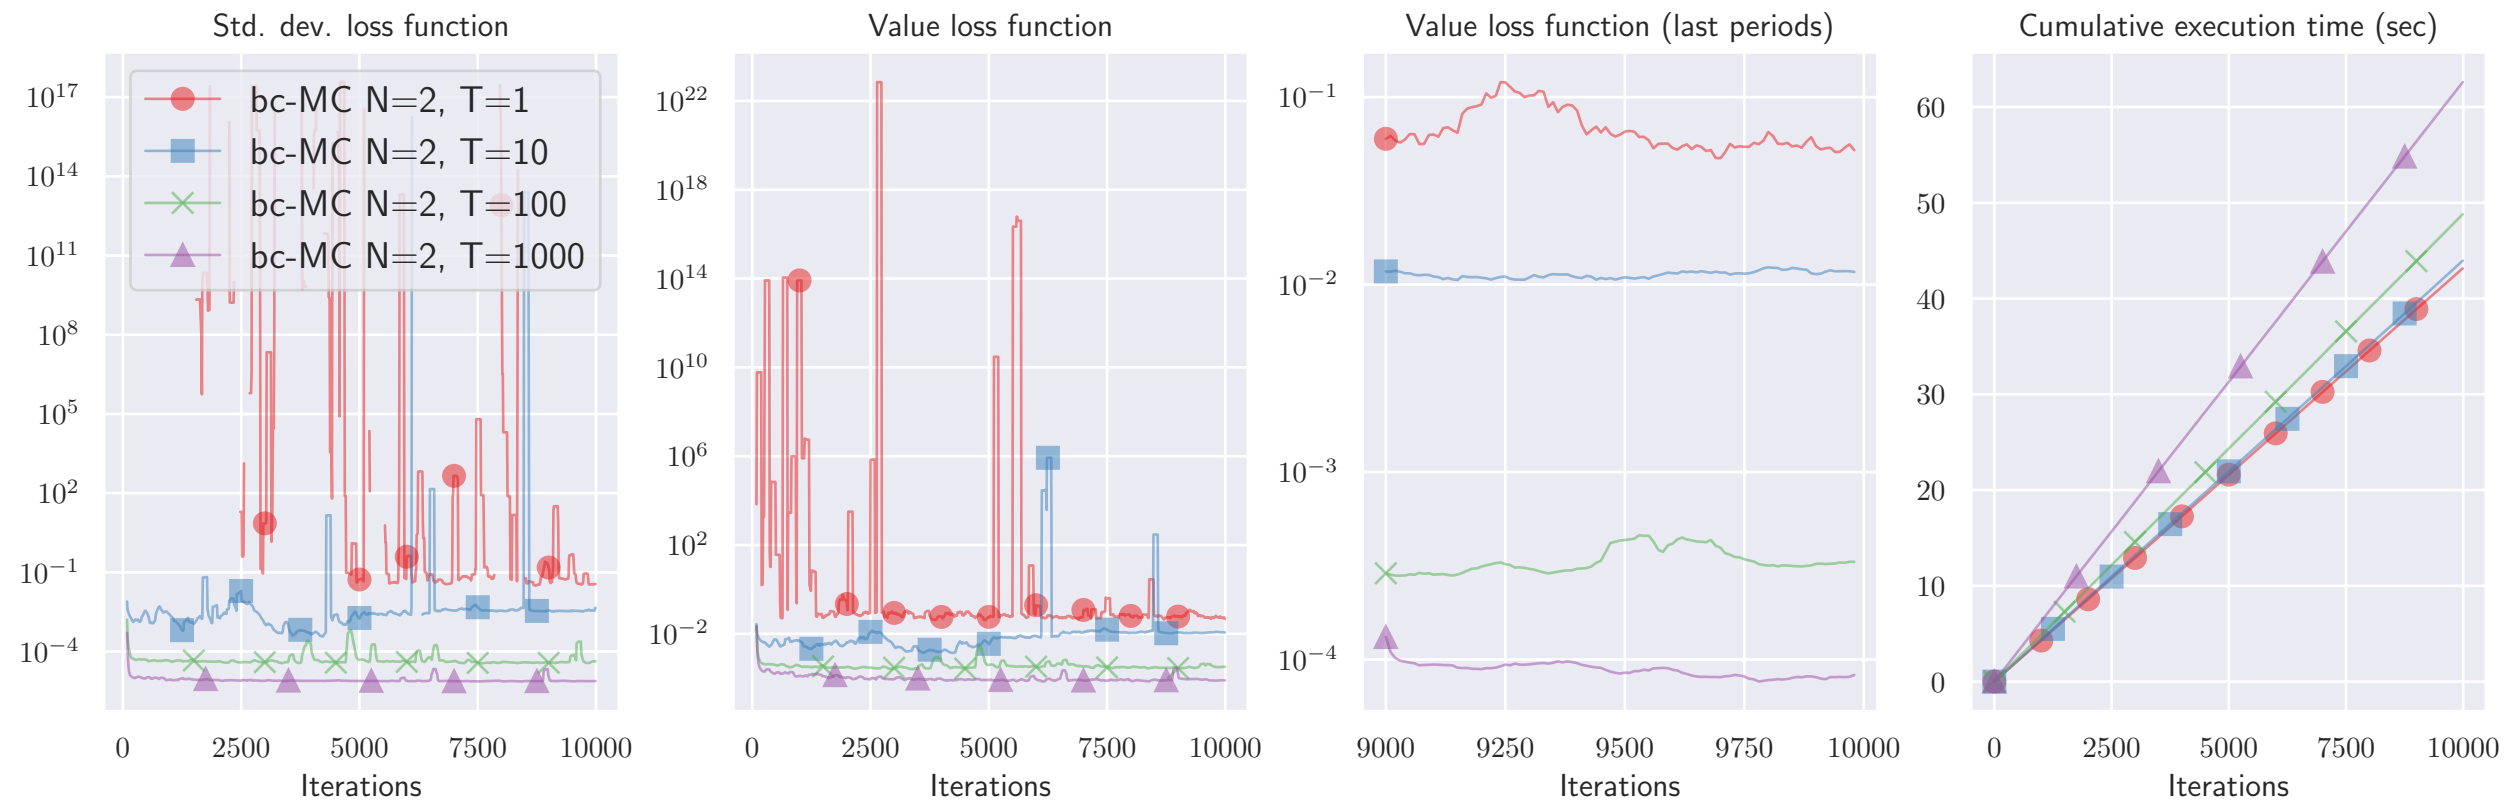 Std. dev. loss function
10^17
10^14
10^11
10^8
10^5
10^2
10^−1
10^−4
bc-MC N=2, T=1
bc-MC N=2, T=10
bc-MC N=2, T=100
bc-MC N=2, T=1000
0 2500 5000 7500 10000
Iterations
Value loss function
10^22
10^18
10^14
10^10
10^6
10^2
10^−2
0 2500 5000 7500 10000
Iterations
Value loss function (last periods)
10^−1
10^−2
10^−3
10^−4
9000 9250 9500 9750 10000
Iterations
Cumulative execution time (sec)
60
50
40
30
20
10
0
0 2500 5000 7500 10000
Iterations